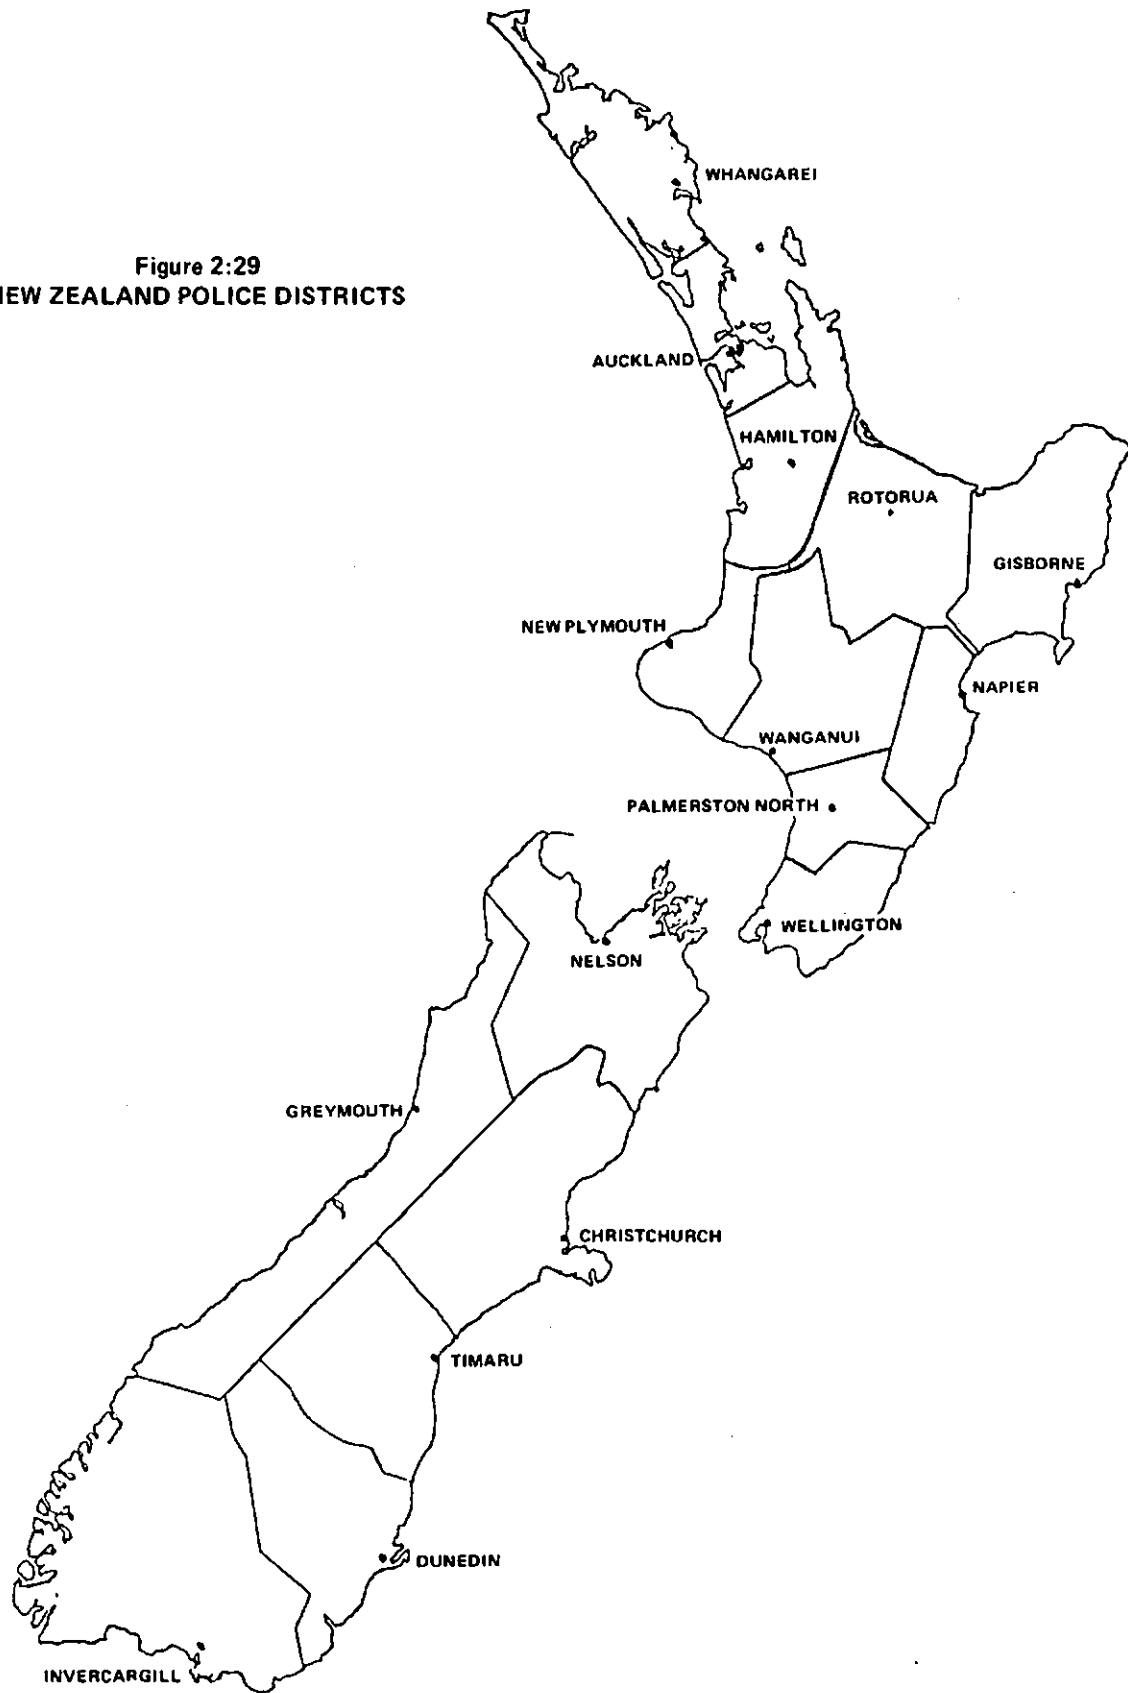 Figure 2:29
NEW ZEALAND POLICE DISTRICTS
WHANGAREI
AUCKLAND
HAMILTON
ROTORUA
GISBORNE
NEW PLYMOUTH
NAPIER
WANGANUI
PALMERSTON NORTH
WELLINGTON
NELSON
GREYMOUTH
CHRISTCHURCH
TIMARU
DUNEDIN
INVERCARGILL